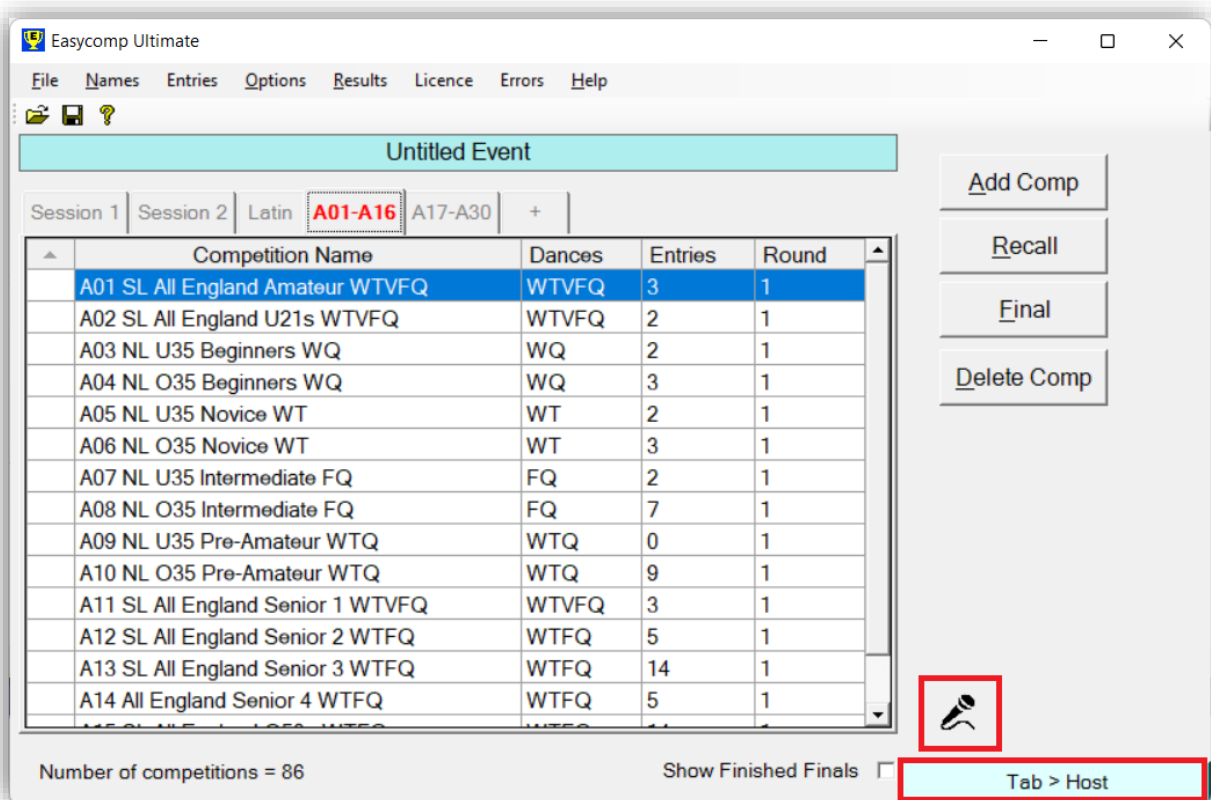 Easycomp Ultimate
File Names Entries Options Results Licence Errors Help
Untitled Event
Session 1 Session 2 Latin A01-A16 A17-A30 +
Competition Name Dances Entries Round
A01 SL All England Amateur WTVFQ WTVFQ 3 1
A02 SL All England U21s WTVFQ WTVFQ 2 1
A03 NL U35 Beginners WQ WQ 2 1
A04 NL O35 Beginners WQ WQ 3 1
A05 NL U35 Novice WT WT 2 1
A06 NL O35 Novice WT WT 3 1
A07 NL U35 Intermediate FQ FQ 2 1
A08 NL O35 Intermediate FQ FQ 7 1
A09 NL U35 Pre-Amateur WTQ WTQ 0 1
A10 NL O35 Pre-Amateur WTQ WTQ 9 1
A11 SL All England Senior 1 WTVFQ WTVFQ 3 1
A12 SL All England Senior 2 WTFQ WTFQ 5 1
A13 SL All England Senior 3 WTFQ WTFQ 14 1
A14 All England Senior 4 WTFQ WTFQ 5 1
Add Comp
Recall
Final
Delete Comp
Number of competitions = 86
Show Finished Finals
Tab > Host